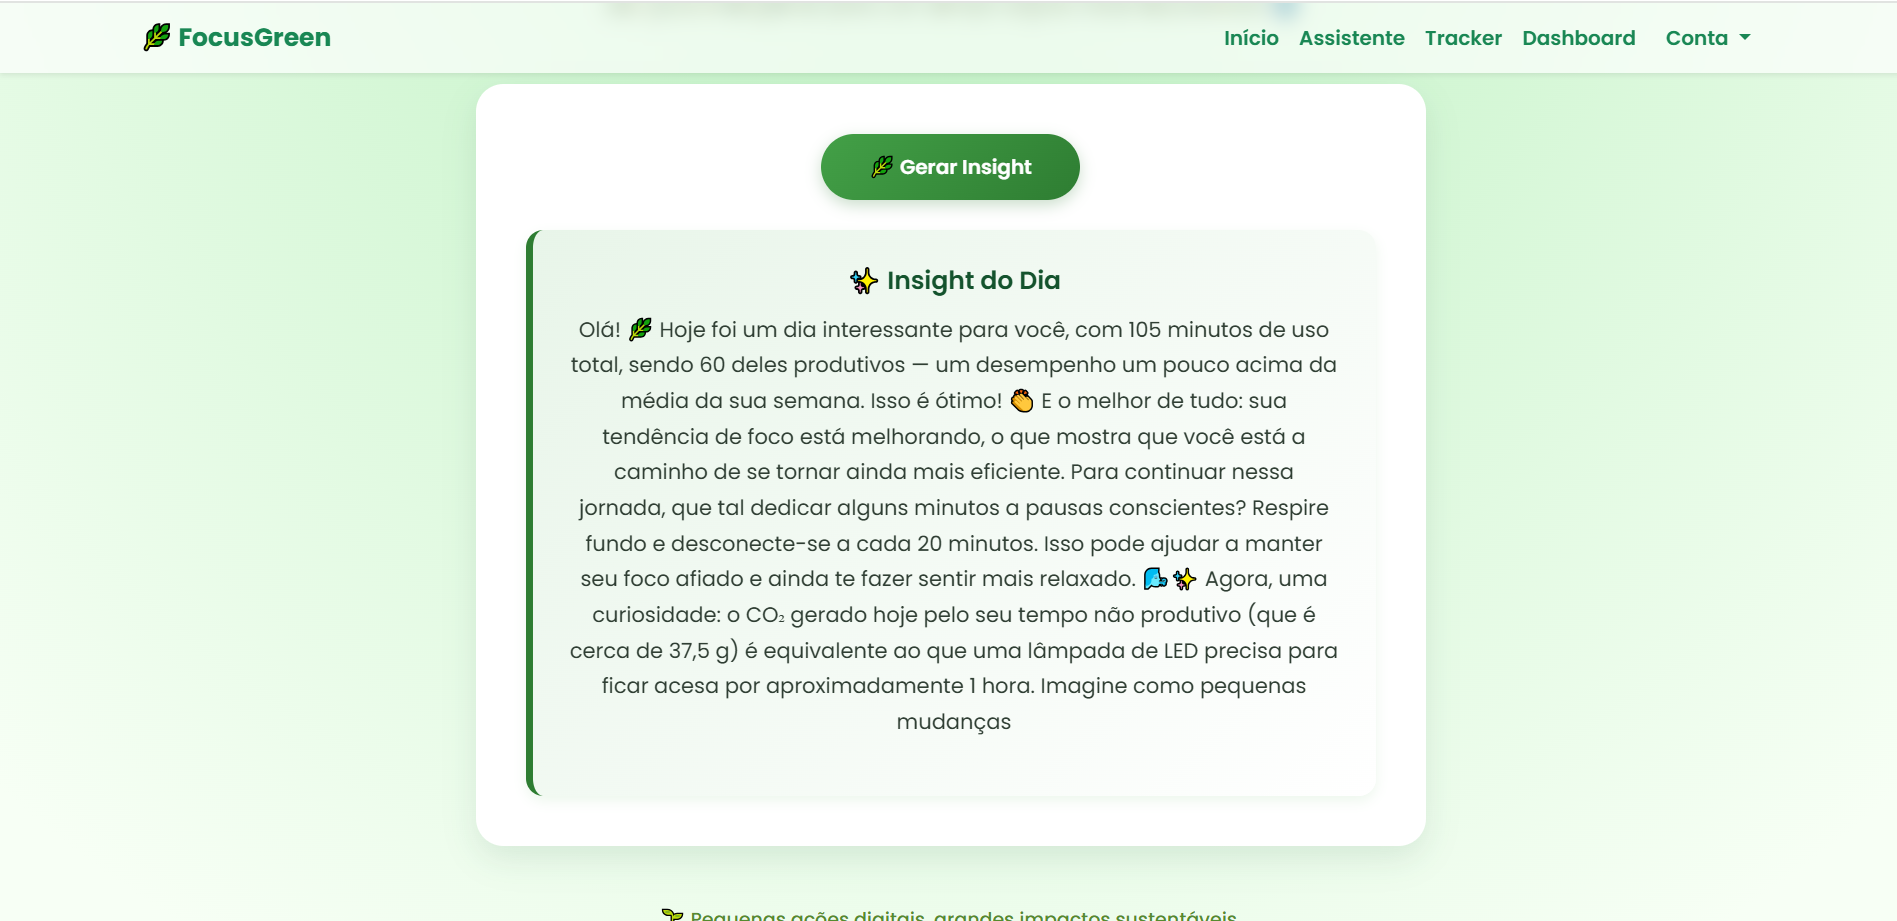 🌿 FocusGreen
Início Assistente Tracker Dashboard Conta
🌿 Gerar Insight
✨ Insight do Dia
Olá! 🌿 Hoje foi um dia interessante para você, com 105 minutos de uso
total, sendo 60 deles produtivos — um desempenho um pouco acima da
média da sua semana. Isso é ótimo! 👏 E o melhor de tudo: sua
tendência de foco está melhorando, o que mostra que você está a
caminho de se tornar ainda mais eficiente. Para continuar nessa
jornada, que tal dedicar alguns minutos a pausas conscientes? Respire
fundo e desconecte-se a cada 20 minutos. Isso pode ajudar a manter
seu foco afiado e ainda te fazer sentir mais relaxado. 🌬️✨ Agora, uma
curiosidade: o CO₂ gerado hoje pelo seu tempo não produtivo (que é
cerca de 37,5 g) é equivalente ao que uma lâmpada de LED precisa para
ficar acesa por aproximadamente 1 hora. Imagine como pequenas
mudanças
🌱 Pequenas ações digitais, grandes impactos sustentáveis